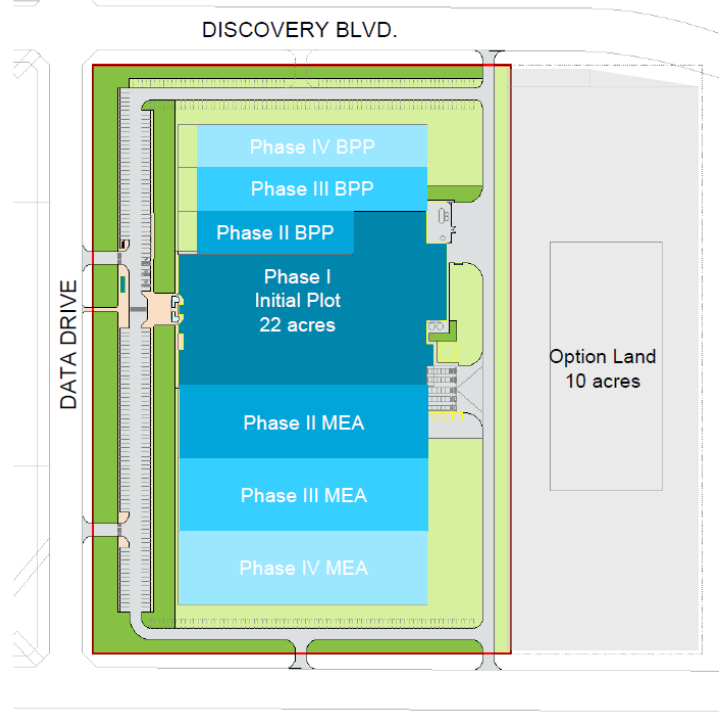 DISCOVERY BLVD.
Phase IV BPP
Phase III BPP
Phase II BPP
Phase I
Initial Plot
22 acres
DATA DRIVE
Option Land
10 acres
Phase II MEA
Phase III MEA
Phase IV MEA